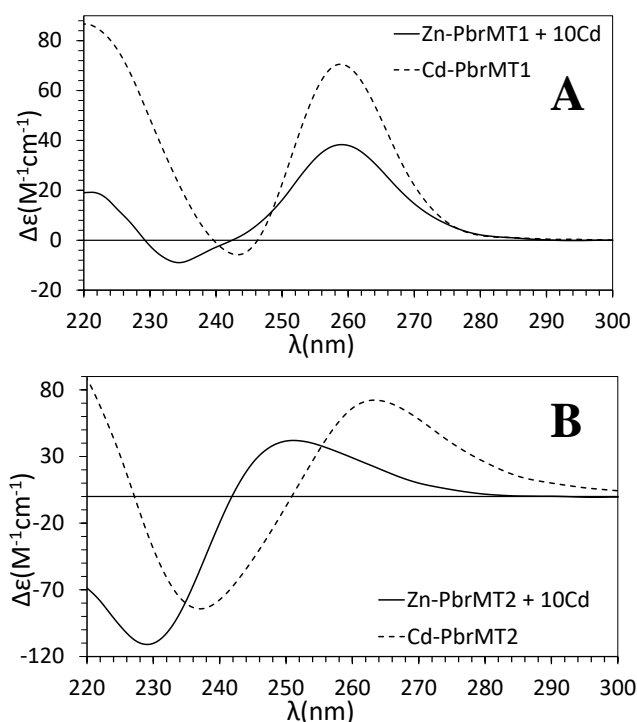 80
60
40
20
0
-20
Δε(M⁻¹cm⁻¹)
Zn-PbrMT1 + 10Cd
Cd-PbrMT1
A
220 230 240 250 260 270 280 290 300
λ(nm)
80
30
-20
-70
-120
Δε(M⁻¹cm⁻¹)
B
Zn-PbrMT2 + 10Cd
Cd-PbrMT2
220 230 240 250 260 270 280 290 300
λ(nm)